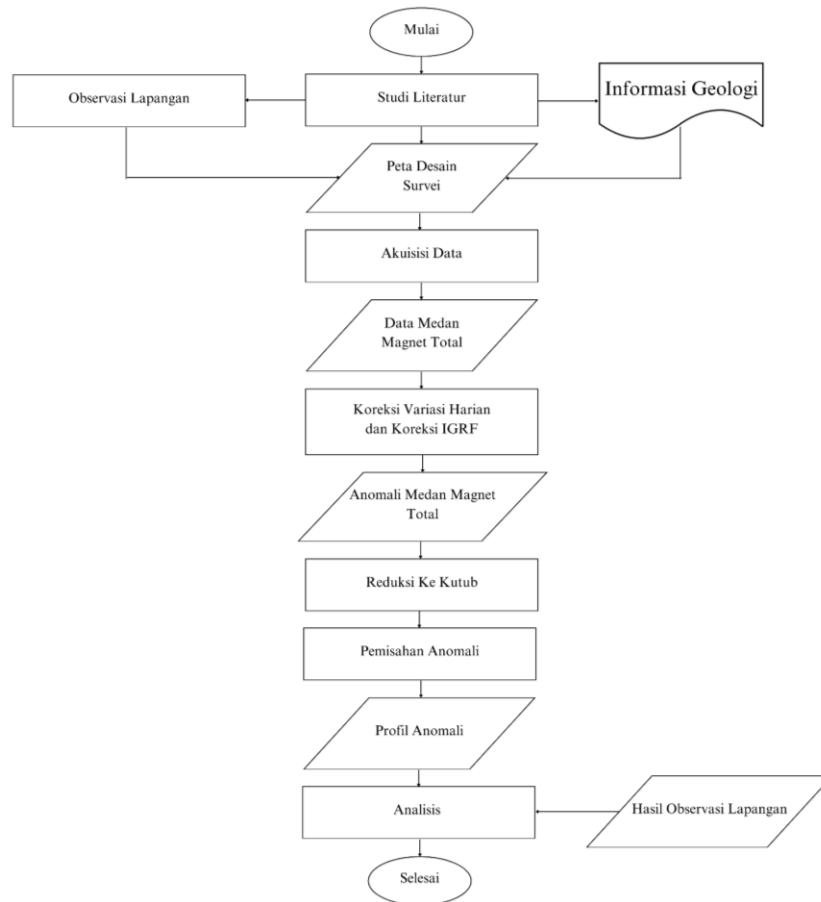 Mulai
Observasi Lapangan
Studi Literatur
Informasi Geologi
Peta Desain
Survei
Akuisisi Data
Data Medan
Magnet Total
Koreksi Variasi Harian
dan Koreksi IGRF
Anomali Medan Magnet
Total
Reduksi Ke Kutub
Pemisahan Anomali
Profil Anomali
Analisis
Hasil Observasi Lapangan
Selesai